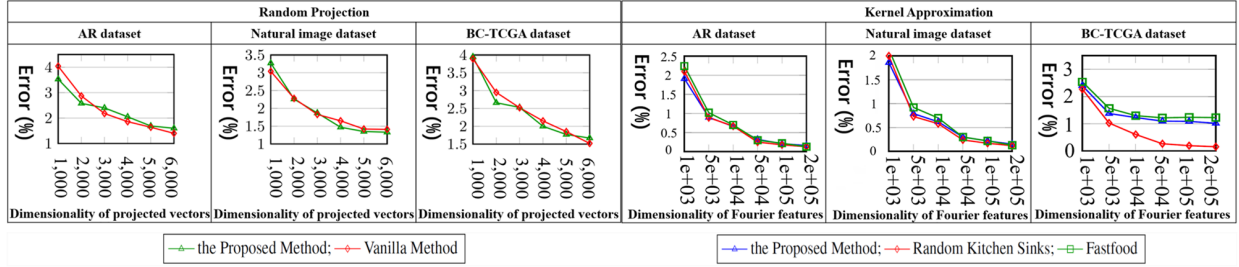 Random Projection
Kernel Approximation
AR dataset
Natural image dataset
BC-TCGA dataset
AR dataset
Natural image dataset
BC-TCGA dataset
Error (%)
4
3
2
1
1,000
2,000
3,000
4,000
5,000
6,000
Dimensionality of projected vectors
Error (%)
3.5
3
2.5
2
1.5
1
1,000
2,000
3,000
4,000
5,000
6,000
Dimensionality of projected vectors
Error (%)
4
3.5
3
2.5
2
1.5
1,000
2,000
3,000
4,000
5,000
6,000
Dimensionality of projected vectors
Error (%)
2.5
2
1.5
1
0.5
0
1e+03
5e+03
1e+04
5e+04
1e+05
2e+05
Dimensionality of Fourier features
Error (%)
2
1.5
1
0.5
0
1e+03
5e+03
1e+04
5e+04
1e+05
2e+05
Dimensionality of Fourier features
Error (%)
3
2
1
0
1e+03
5e+03
1e+04
5e+04
1e+05
2e+05
Dimensionality of Fourier features
the Proposed Method; Vanilla Method
the Proposed Method; Random Kitchen Sinks; Fastfood